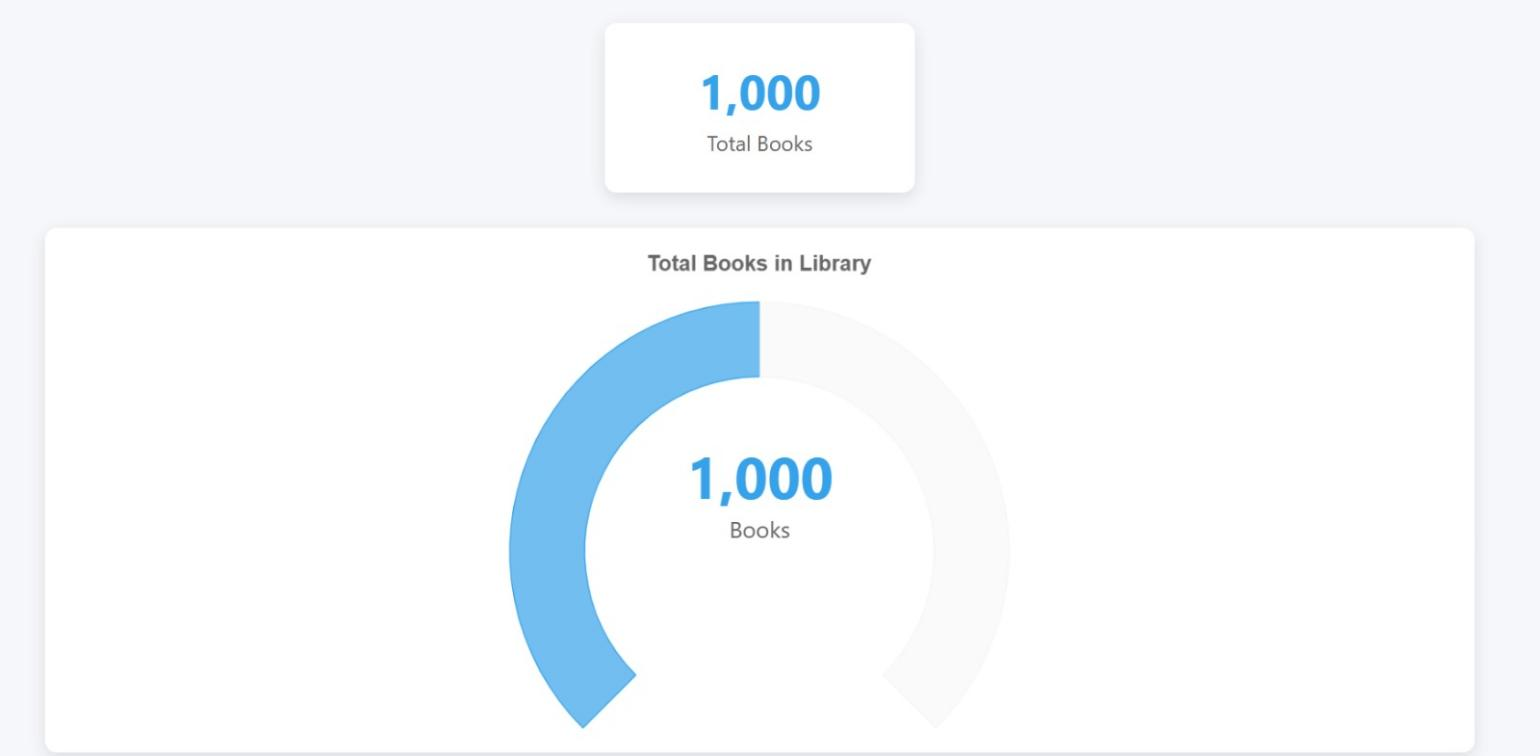 1,000
Total Books
Total Books in Library
1,000
Books